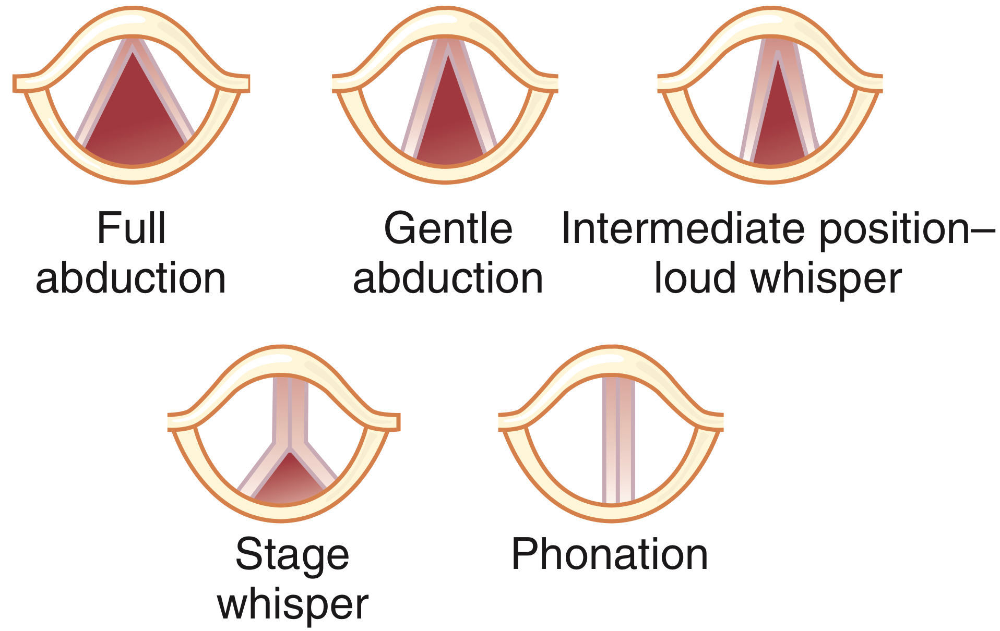 Full
abduction
Gentle
abduction
Intermediate position–
loud whisper
Stage
whisper
Phonation